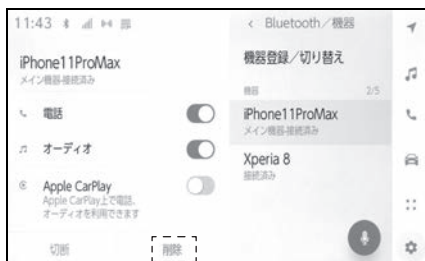 11:43
iPhone11ProMax
メイン機器-接続済み
電話
オーディオ
Apple CarPlay
Apple CarPlay上で電話、
オーディオを利用できます
切断
削除
< Bluetooth／機器
機器登録／切り替え
機器 2/5
iPhone11ProMax
メイン機器-接続済み
Xperia 8
接続済み